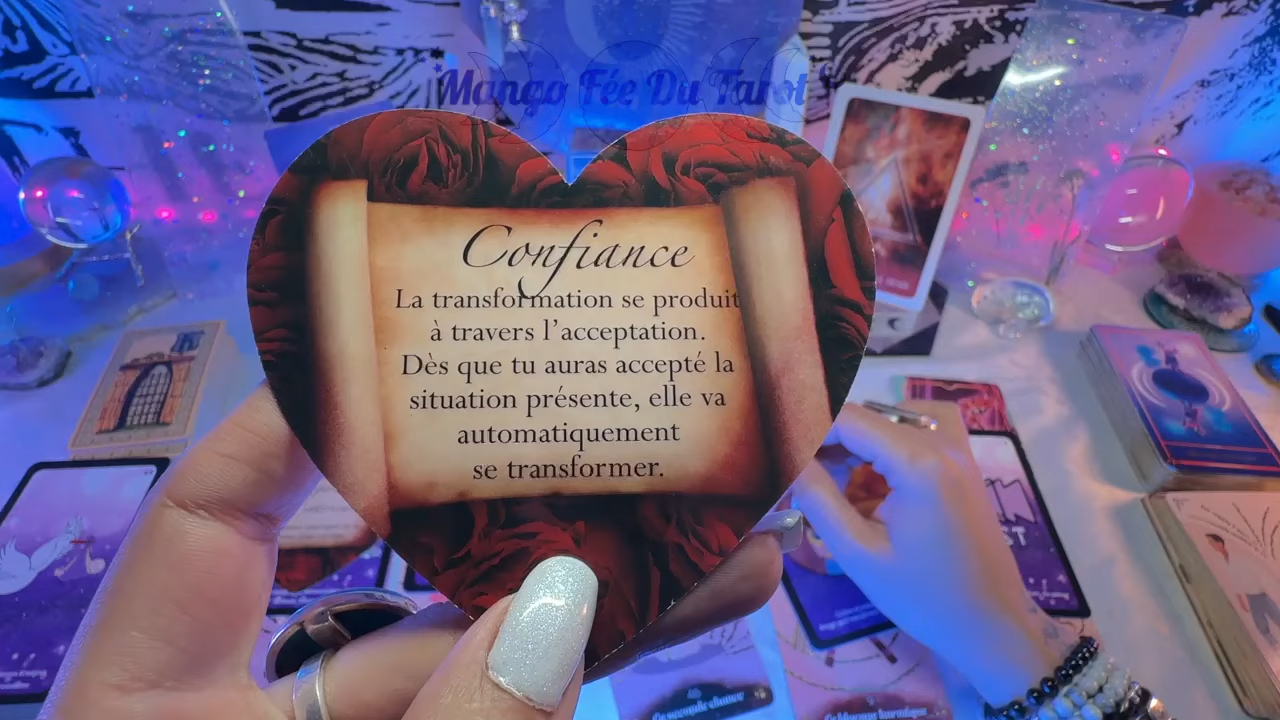 Mango Fée Du Tarot
Confiance
La transformation se produit
à travers l’acceptation.
Dès que tu auras accepté la
situation présente, elle va
automatiquement
se transformer.